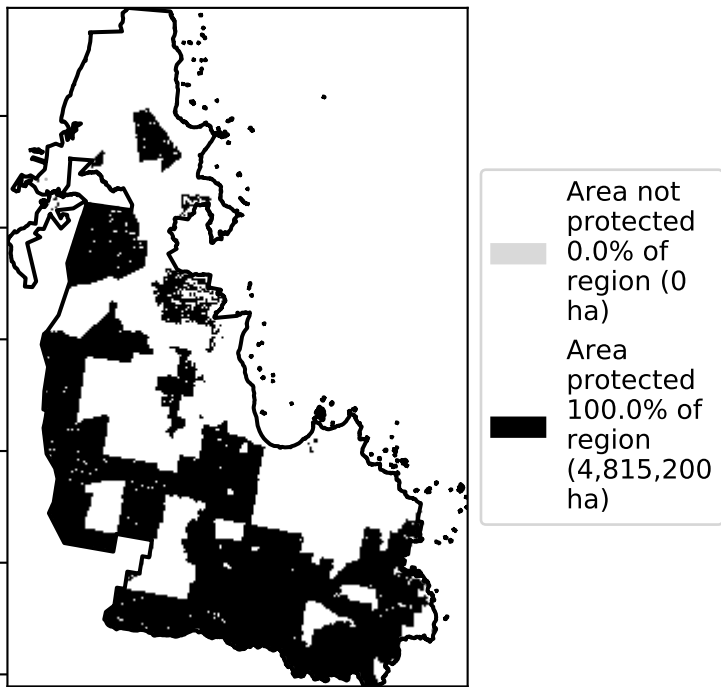 Area not
protected
0.0% of
region (0
ha)
Area
protected
100.0% of
region
(4,815,200
ha)